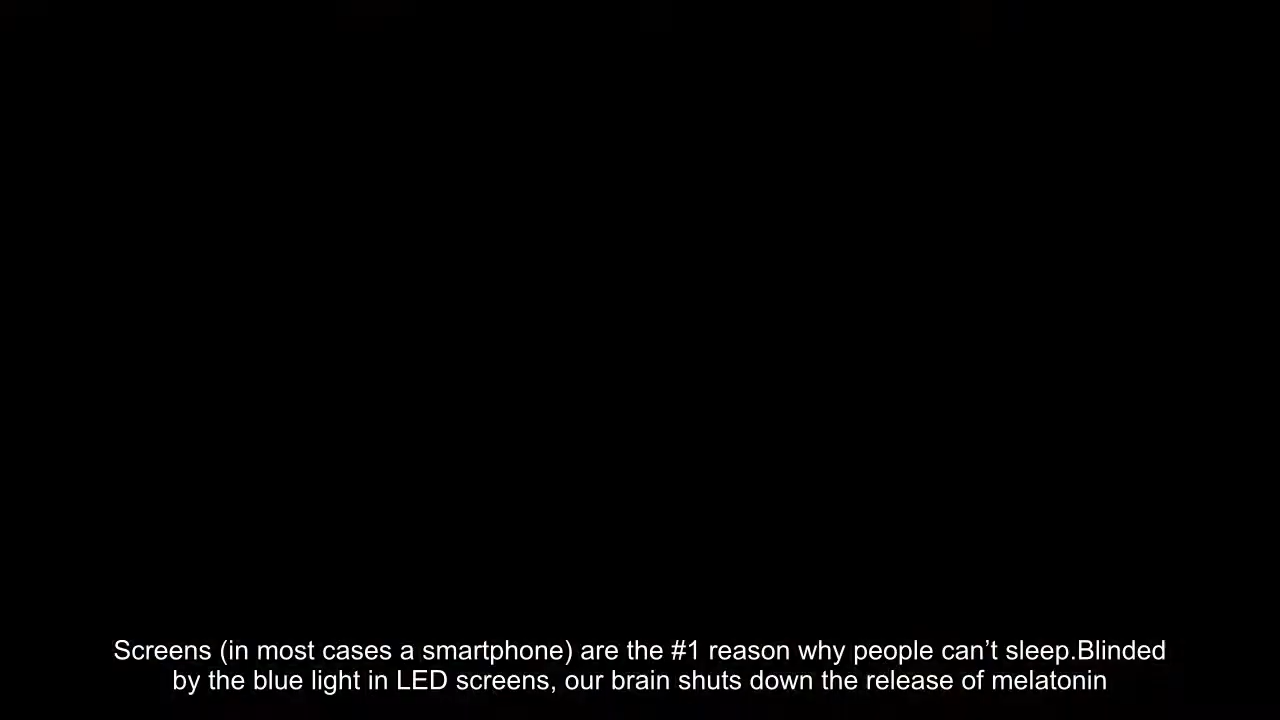 Screens (in most cases a smartphone) are the #1 reason why people can’t sleep.Blinded
by the blue light in LED screens, our brain shuts down the release of melatonin